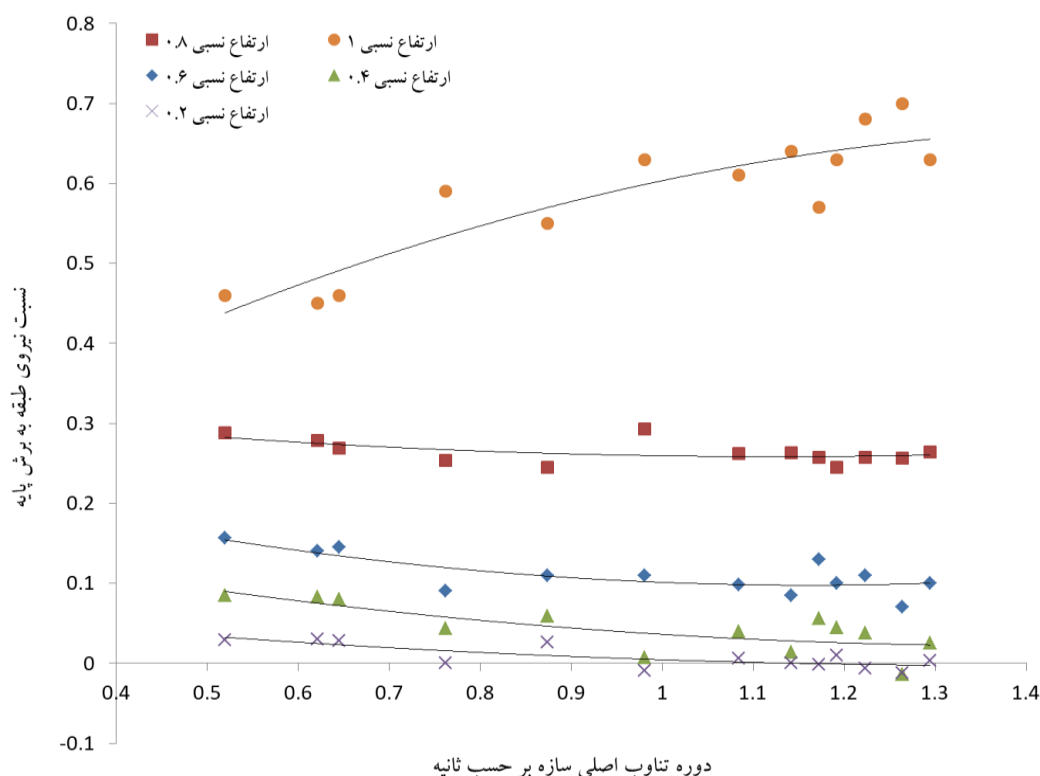 0.8
0.7
0.6
0.5
0.4
0.3
0.2
0.1
0
-0.1
ارتفاع نسبی ۰.۸
ارتفاع نسبی ۱
ارتفاع نسبی ۰.۶
ارتفاع نسبی ۰.۴
ارتفاع نسبی ۰.۲
نسبت نیروی طبقه به برش پایه
0.4 0.5 0.6 0.7 0.8 0.9 1 1.1 1.2 1.3 1.4
دوره تناوب اصلی سازه بر حسب ثانیه